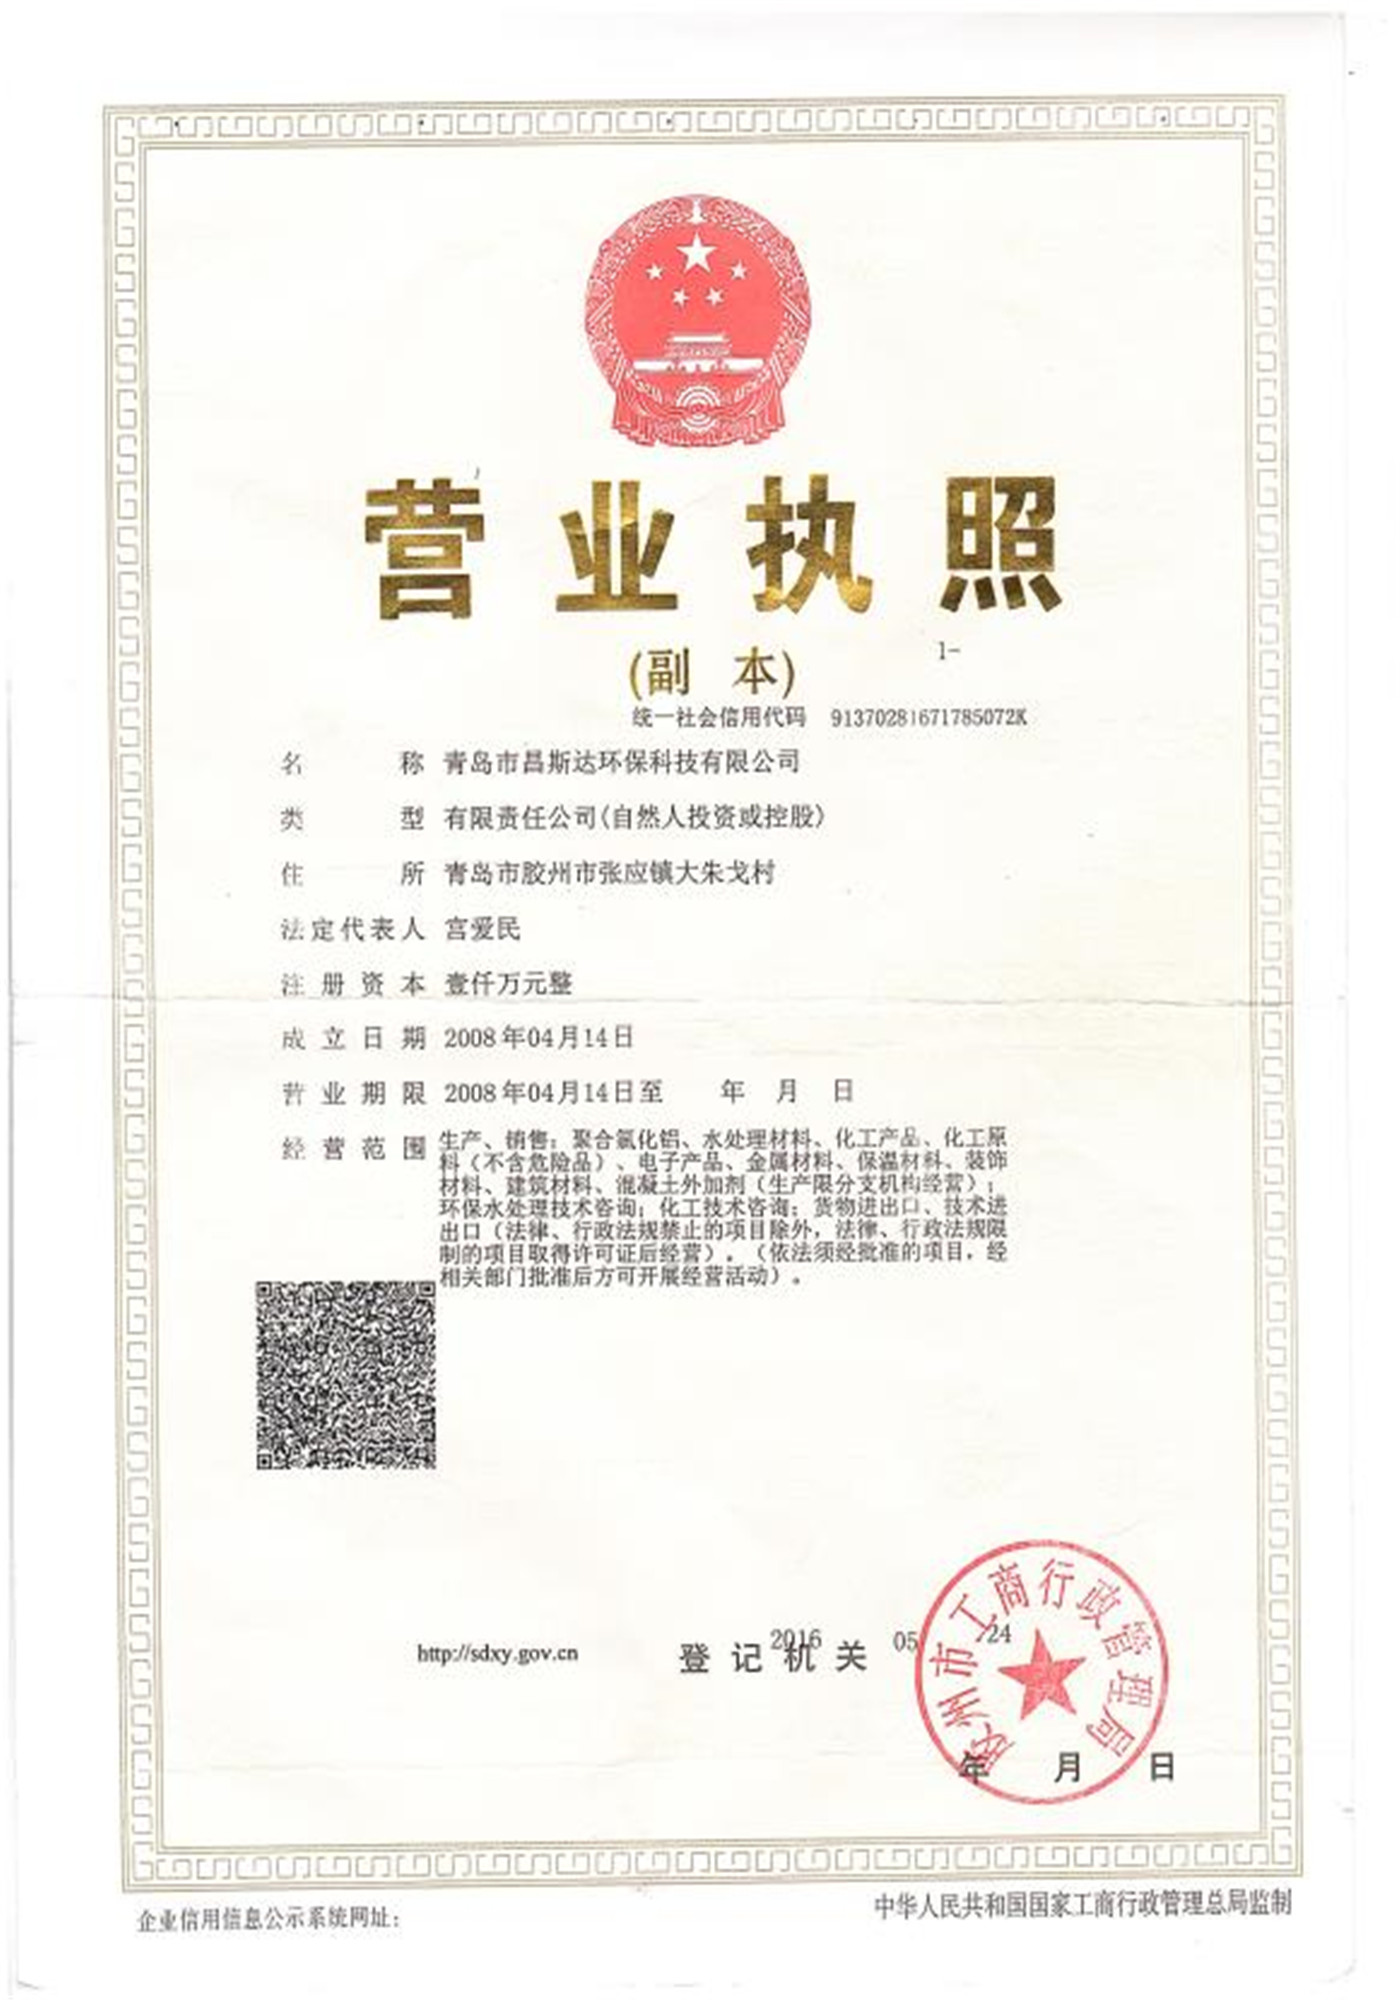 营业执照
(副 本)
1-
统一社会信用代码 91370281671785072K
名 称 青岛市昌斯达环保科技有限公司
类 型 有限责任公司(自然人投资或控股)
住 所 青岛市胶州市张应镇大朱戈村
法定代表人 宫爱民
注册资本 壹仟万元整
成立日期 2008年04月14日
营业期限 2008年04月14日至 年 月 日
经营范围 生产、销售：聚合氯化铝、水处理材料、化工产品、化工原
料（不含危险品）、电子产品、金属材料、保温材料、装饰
材料、建筑材料、混凝土外加剂（生产限分支机构经营）；
环保水处理技术咨询；化工技术咨询；货物进出口、技术进
出口（法律、行政法规禁止的项目除外，法律、行政法规限
制的项目取得许可证后经营）。（依法须经批准的项目，经
相关部门批准后方可开展经营活动）。
胶州市工商行政管理局
2016 05 24
http://sdxy.gov.cn 登记机关
年 月 日
企业信用信息公示系统网址：
中华人民共和国国家工商行政管理总局监制